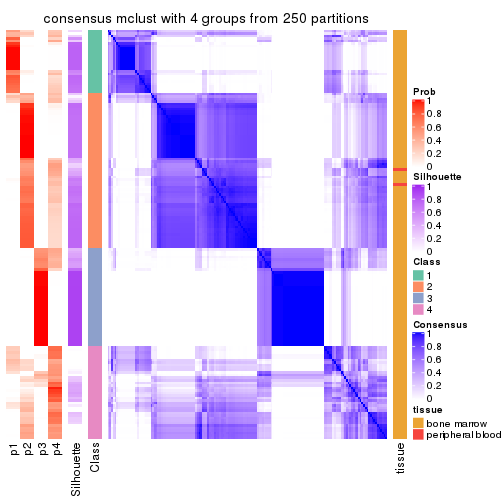 consensus mclust with 4 groups from 250 partitions
Prob
1
0.8
0.6
0.4
0.2
0
Silhouette
1
0.8
0.6
0.4
0.2
0
Class
1
2
3
4
Consensus
1
0.8
0.6
0.4
0.2
0
tissue
bone marrow
peripheral blood
p1
p2
p3
p4
Silhouette
Class
tissue